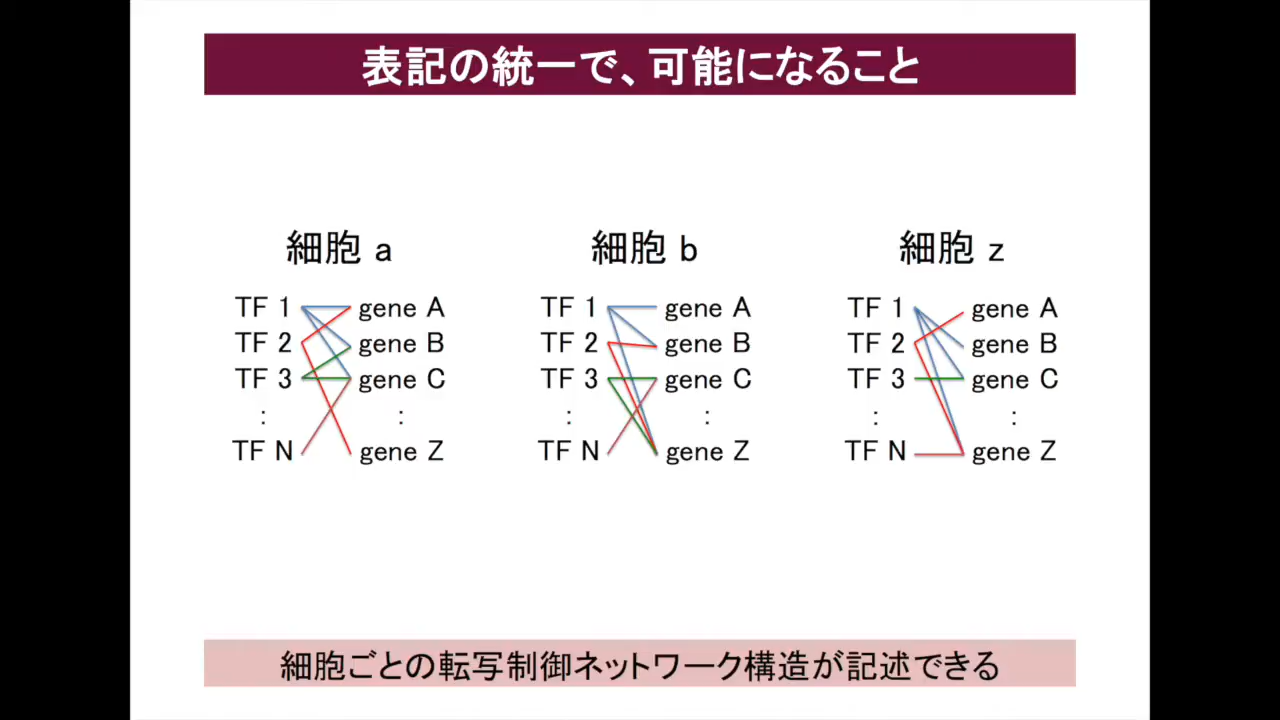 表記の統一で、可能になること
細胞 a
TF 1 gene A
TF 2 gene B
TF 3 gene C
: :
TF N gene Z
細胞 b
TF 1 gene A
TF 2 gene B
TF 3 gene C
: :
TF N gene Z
細胞 z
TF 1 gene A
TF 2 gene B
TF 3 gene C
: :
TF N gene Z
細胞ごとの転写制御ネットワーク構造が記述できる